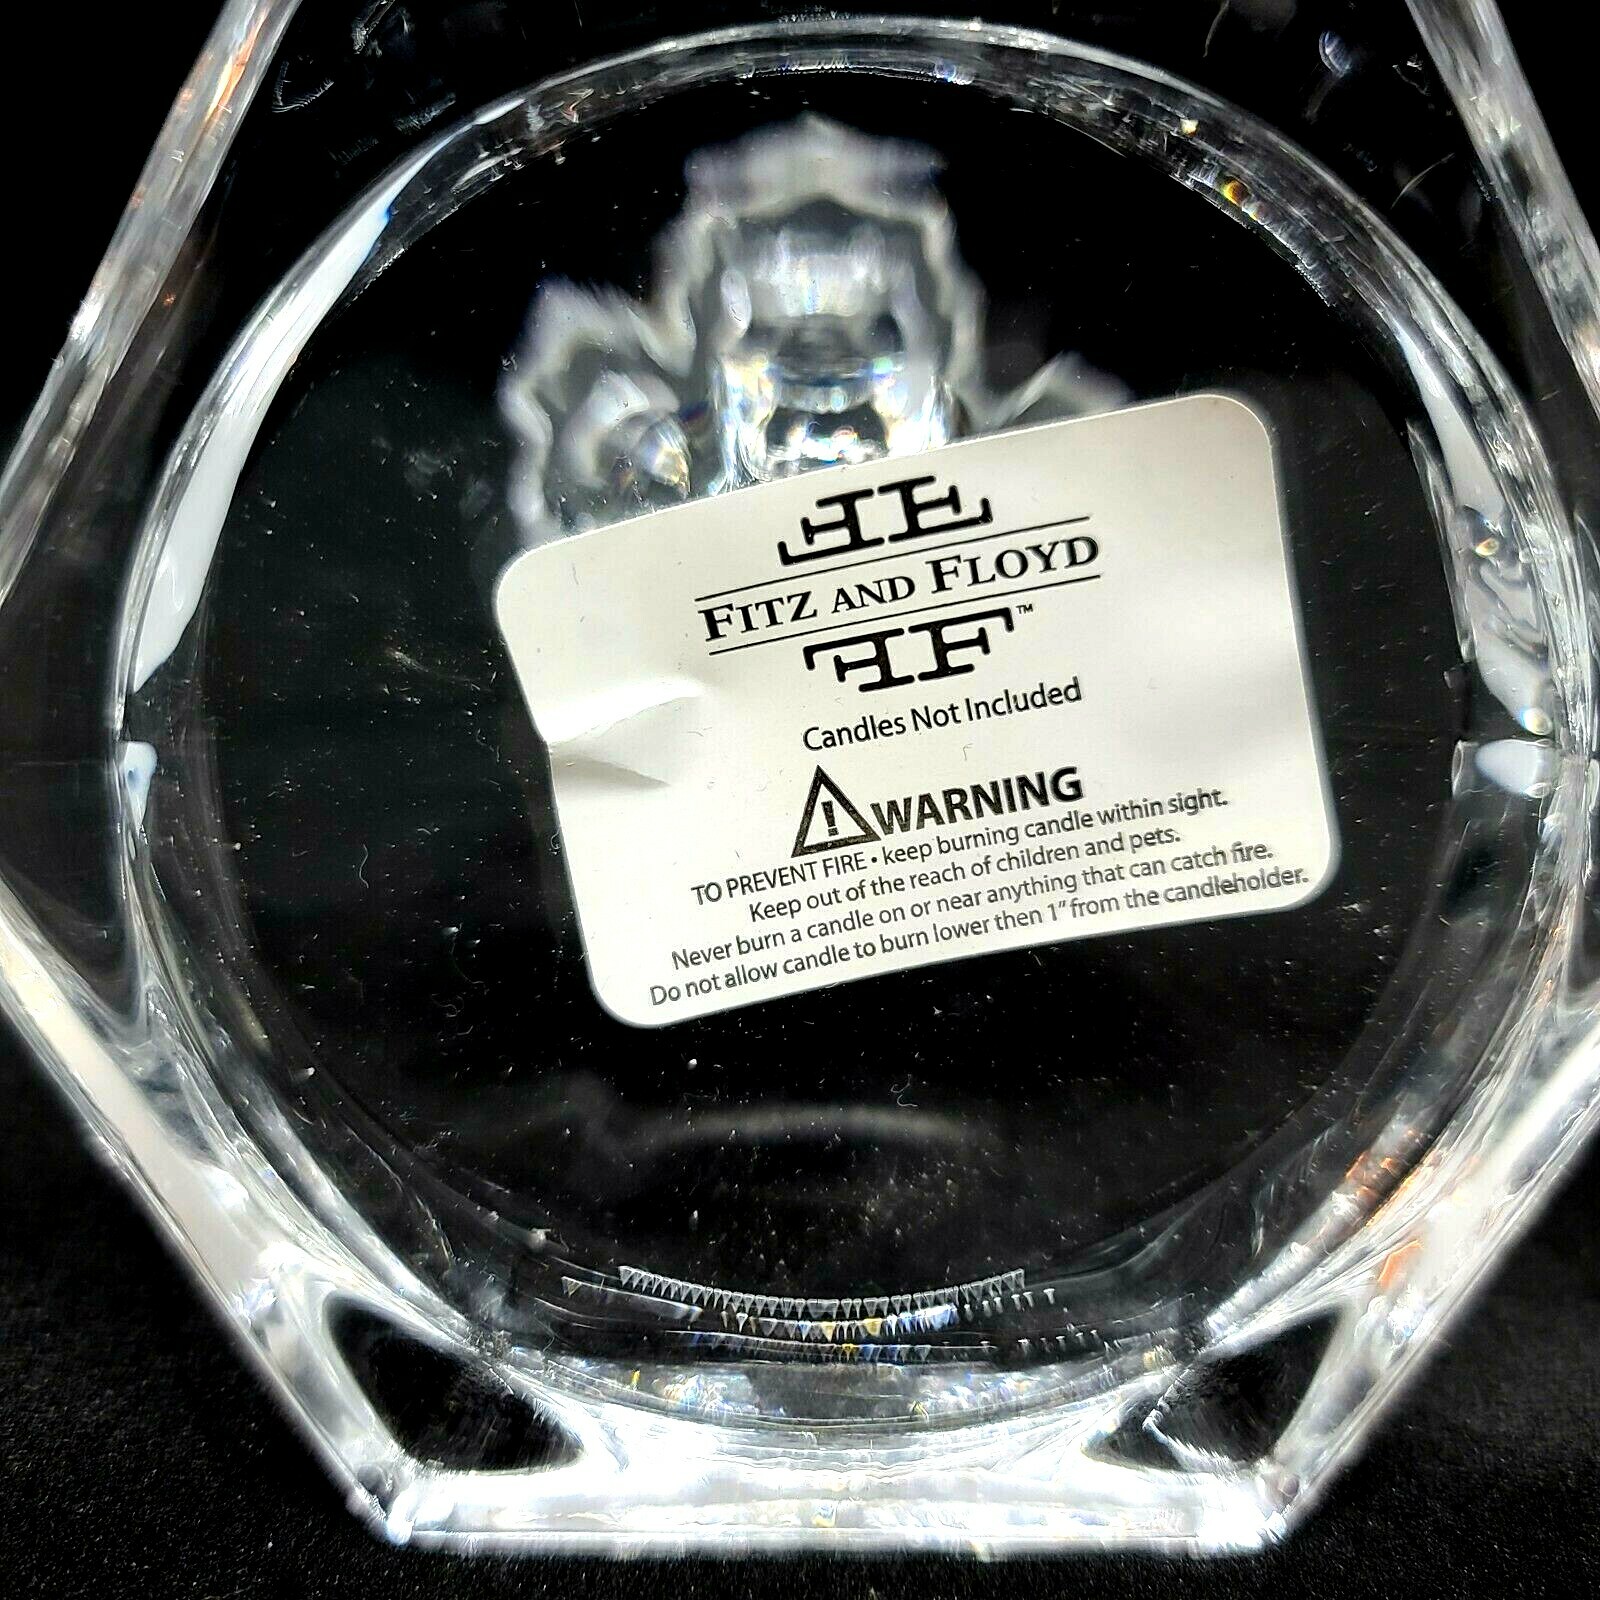 FF
FITZ AND FLOYD
FF™
Candles Not Included
WARNING
TO PREVENT FIRE • keep burning candle within sight.
Keep out of the reach of children and pets.
Never burn a candle on or near anything that can catch fire.
Do not allow candle to burn lower then 1" from the candleholder.